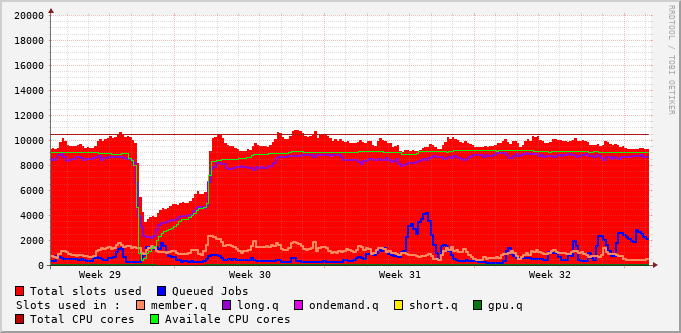 20000
18000
16000
14000
12000
10000
8000
6000
4000
2000
0
Week 29 Week 30 Week 31 Week 32
Total slots used Queued Jobs
Slots used in : member.q long.q ondemand.q short.q gpu.q
Total CPU cores Availale CPU cores
RRDTOOL / TOBI OETIKER